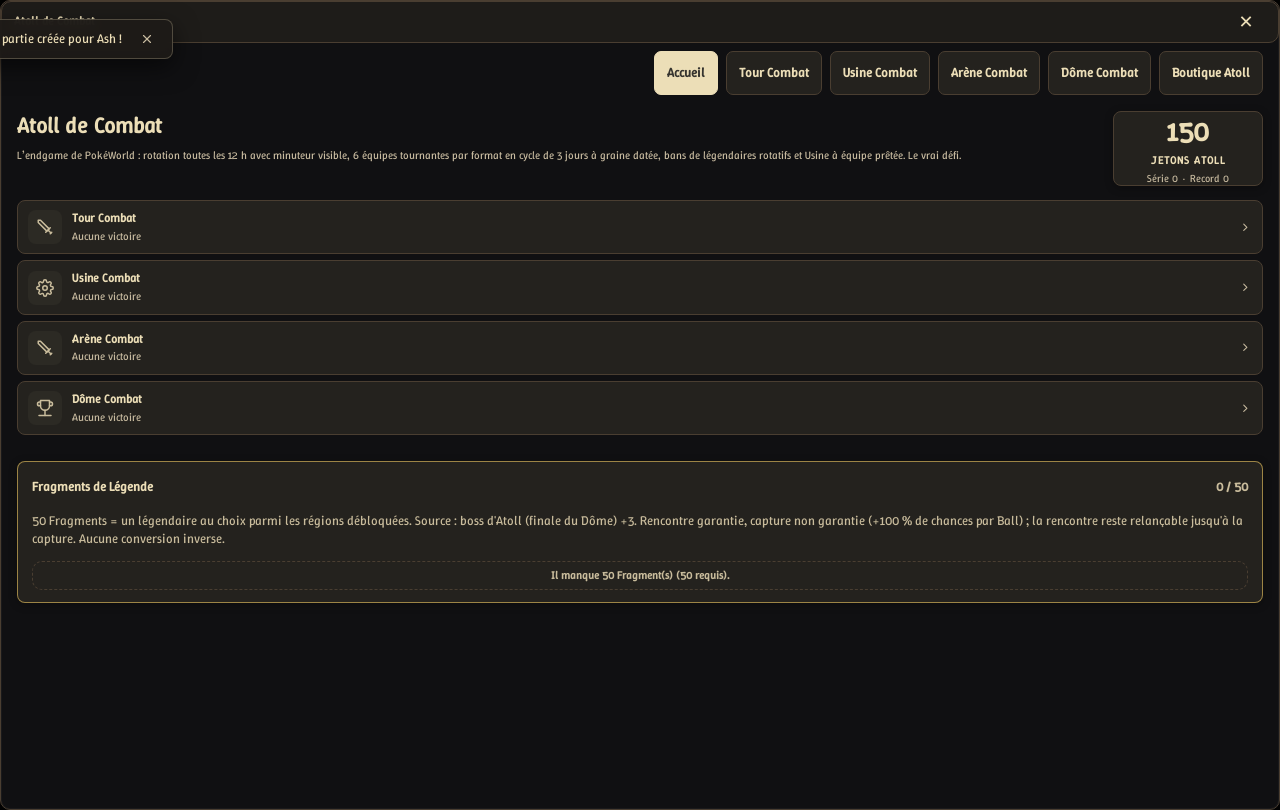 Atoll de Combat
partie créée pour Ash !
Accueil
Tour Combat
Usine Combat
Arène Combat
Dôme Combat
Boutique Atoll
Atoll de Combat
L'endgame de PokéWorld : rotation toutes les 12 h avec minuteur visible, 6 équipes tournantes par format en cycle de 3 jours à graine datée, bans de légendaires rotatifs et Usine à équipe prêtée. Le vrai défi.
150
JETONS ATOLL
Série 0 · Record 0
Tour Combat
Aucune victoire
Usine Combat
Aucune victoire
Arène Combat
Aucune victoire
Dôme Combat
Aucune victoire
Fragments de Légende
0 / 50
50 Fragments = un légendaire au choix parmi les régions débloquées. Source : boss d'Atoll (finale du Dôme) +3. Rencontre garantie, capture non garantie (+100 % de chances par Ball) ; la rencontre reste relançable jusqu'à la
capture. Aucune conversion inverse.
Il manque 50 Fragment(s) (50 requis).